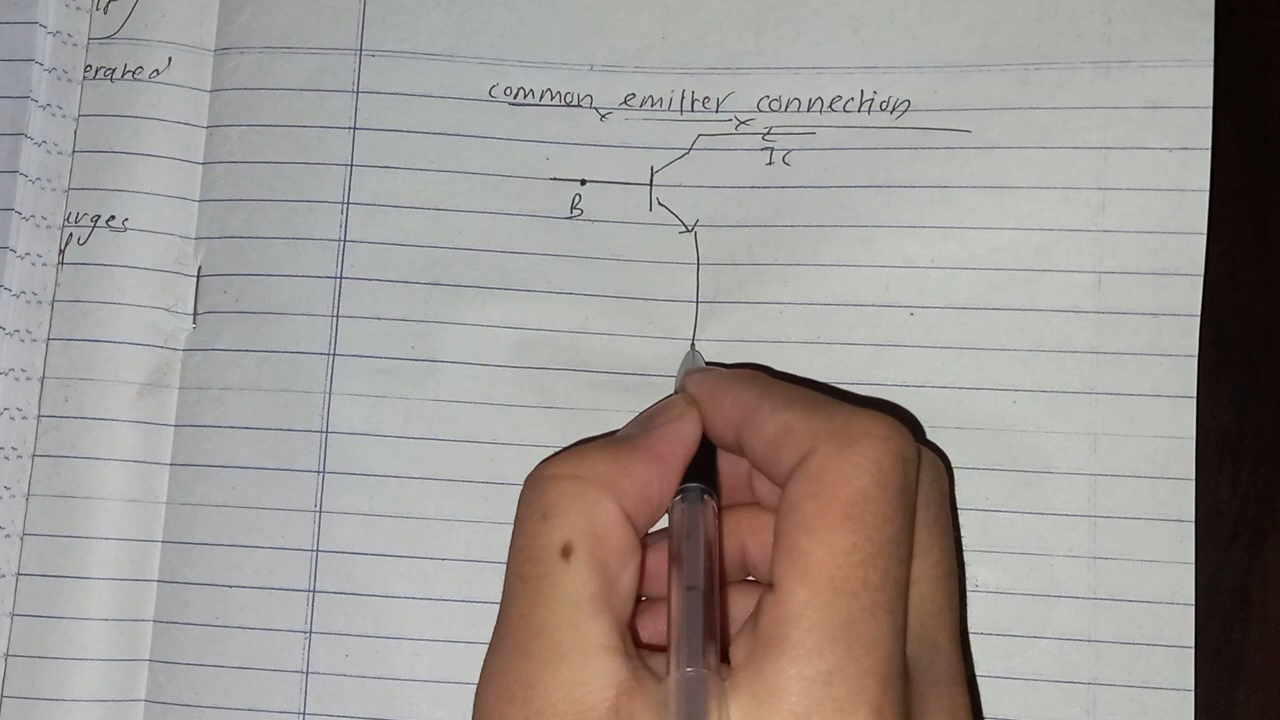 erated
urges
common emitter connection
IC
B